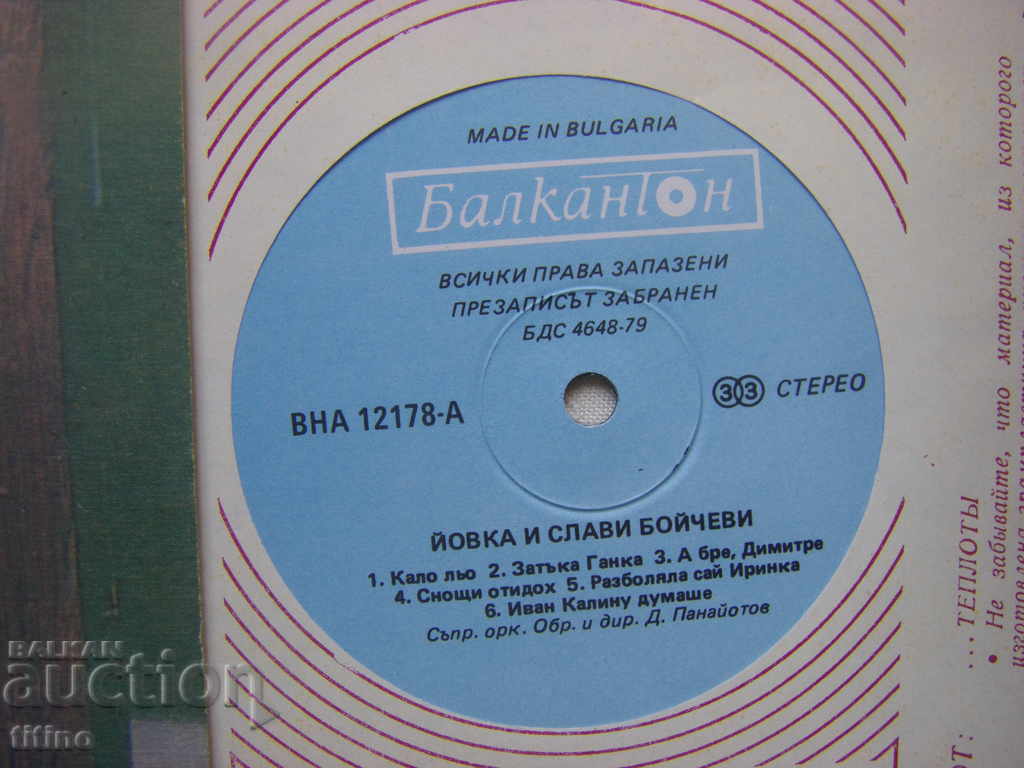 MADE IN BULGARIA
Балкантон
ВСИЧКИ ПРАВА ЗАПАЗЕНИ
ПРЕЗАПИСЪТ ЗАБРАНЕН
БДС 4648-79
ВНА 12178-А
33 СТЕРЕО
ЙОВКА И СЛАВИ БОЙЧЕВИ
1. Кало льо 2. Затъка Ганка 3. А бре, Димитре
4. Снощи отидох 5. Разболяла сай Иринка
6. Иван Калину думаше
Съпр. орк. Обр. и дир. Д. Панайотов
...ТЕПЛОТЫ
• Не забывайте, что материал, из которого
BALKAN
auction
titino